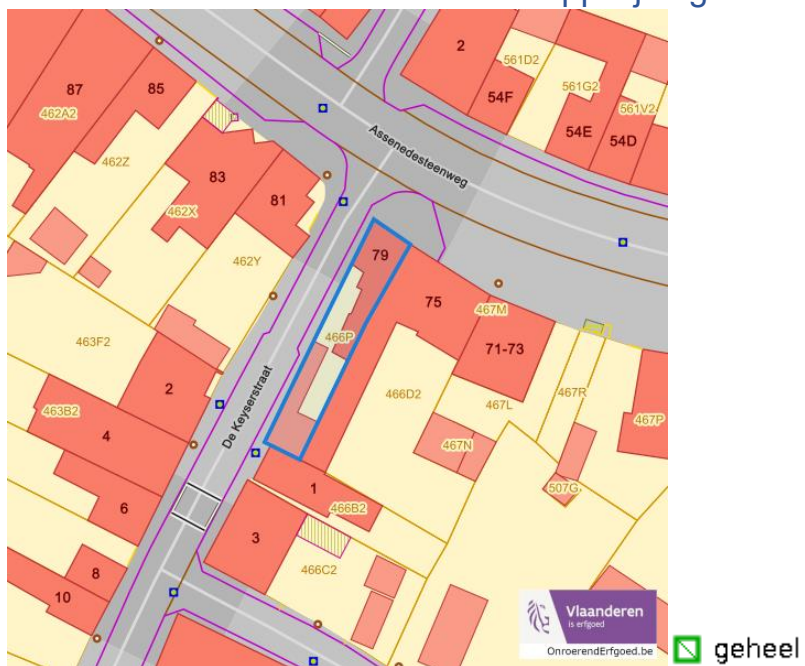 2
561D2
54F
561G2
54E
561V2
54D
87
462A2
85
462Z
Assenedesteenweg
83
462X
81
462Y
79
75
467M
71-73
466P
463F2
2
463B2
4
De Keyserstraat
466D2
467L
467R
467P
467N
6
1
466B2
507G
3
466C2
8
10
Vlaanderen
is erfgoed
OnroerendErfgoed.be
geheel